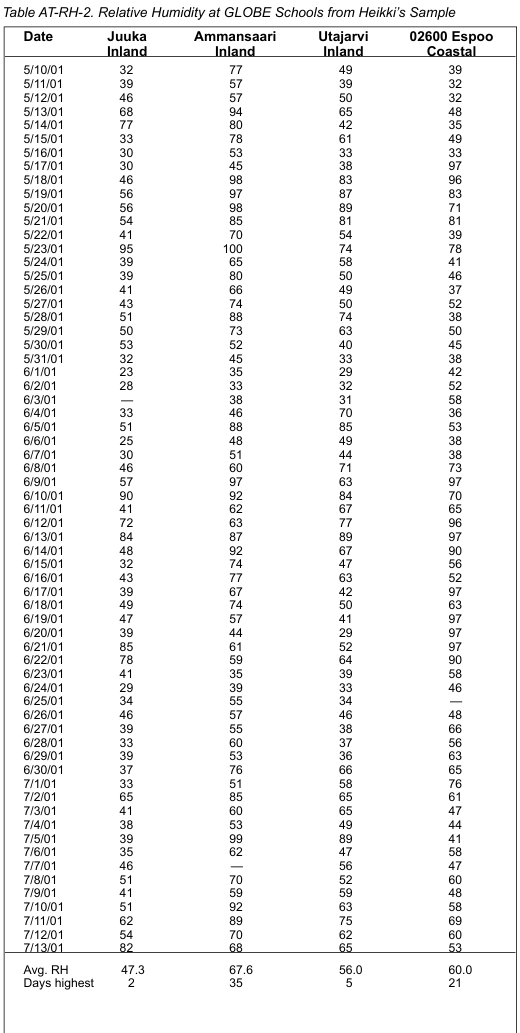 Table AT-RH-2. Relative Humidity at GLOBE Schools from Heikki's Sample
Date Juuka Ammansaari Utajarvi 02600 Espoo
Inland Inland Inland Coastal
5/10/01 32 77 49 39
5/11/01 39 57 39 32
5/12/01 46 57 50 32
5/13/01 68 94 65 48
5/14/01 77 80 42 35
5/15/01 33 78 61 49
5/16/01 30 53 33 33
5/17/01 30 45 38 97
5/18/01 46 98 83 96
5/19/01 56 97 87 83
5/20/01 56 98 89 71
5/21/01 54 85 81 81
5/22/01 41 70 54 39
5/23/01 95 100 74 78
5/24/01 39 65 58 41
5/25/01 39 80 50 46
5/26/01 41 66 49 37
5/27/01 43 74 50 52
5/28/01 51 88 74 38
5/29/01 50 73 63 50
5/30/01 53 52 40 45
5/31/01 32 45 33 38
6/1/01 23 35 29 42
6/2/01 28 33 32 52
6/3/01 — 38 31 58
6/4/01 33 46 70 36
6/5/01 51 88 85 53
6/6/01 25 48 49 38
6/7/01 30 51 44 38
6/8/01 46 60 71 73
6/9/01 57 97 63 97
6/10/01 90 92 84 70
6/11/01 41 62 67 65
6/12/01 72 63 77 96
6/13/01 84 87 89 97
6/14/01 48 92 67 90
6/15/01 32 74 47 56
6/16/01 43 77 63 52
6/17/01 39 67 42 97
6/18/01 49 74 50 63
6/19/01 47 57 41 97
6/20/01 39 44 29 97
6/21/01 85 61 52 97
6/22/01 78 59 64 90
6/23/01 41 35 39 58
6/24/01 29 39 33 46
6/25/01 34 55 34 —
6/26/01 46 57 46 48
6/27/01 39 55 38 66
6/28/01 33 60 37 56
6/29/01 39 53 36 63
6/30/01 37 76 66 65
7/1/01 33 51 58 76
7/2/01 65 85 65 61
7/3/01 41 60 65 47
7/4/01 38 53 49 44
7/5/01 39 99 89 41
7/6/01 35 62 47 58
7/7/01 46 — 56 47
7/8/01 51 70 52 60
7/9/01 41 59 59 48
7/10/01 51 92 63 58
7/11/01 62 89 75 69
7/12/01 54 70 62 60
7/13/01 82 68 65 53
Avg. RH 47.3 67.6 56.0 60.0
Days highest 2 35 5 21